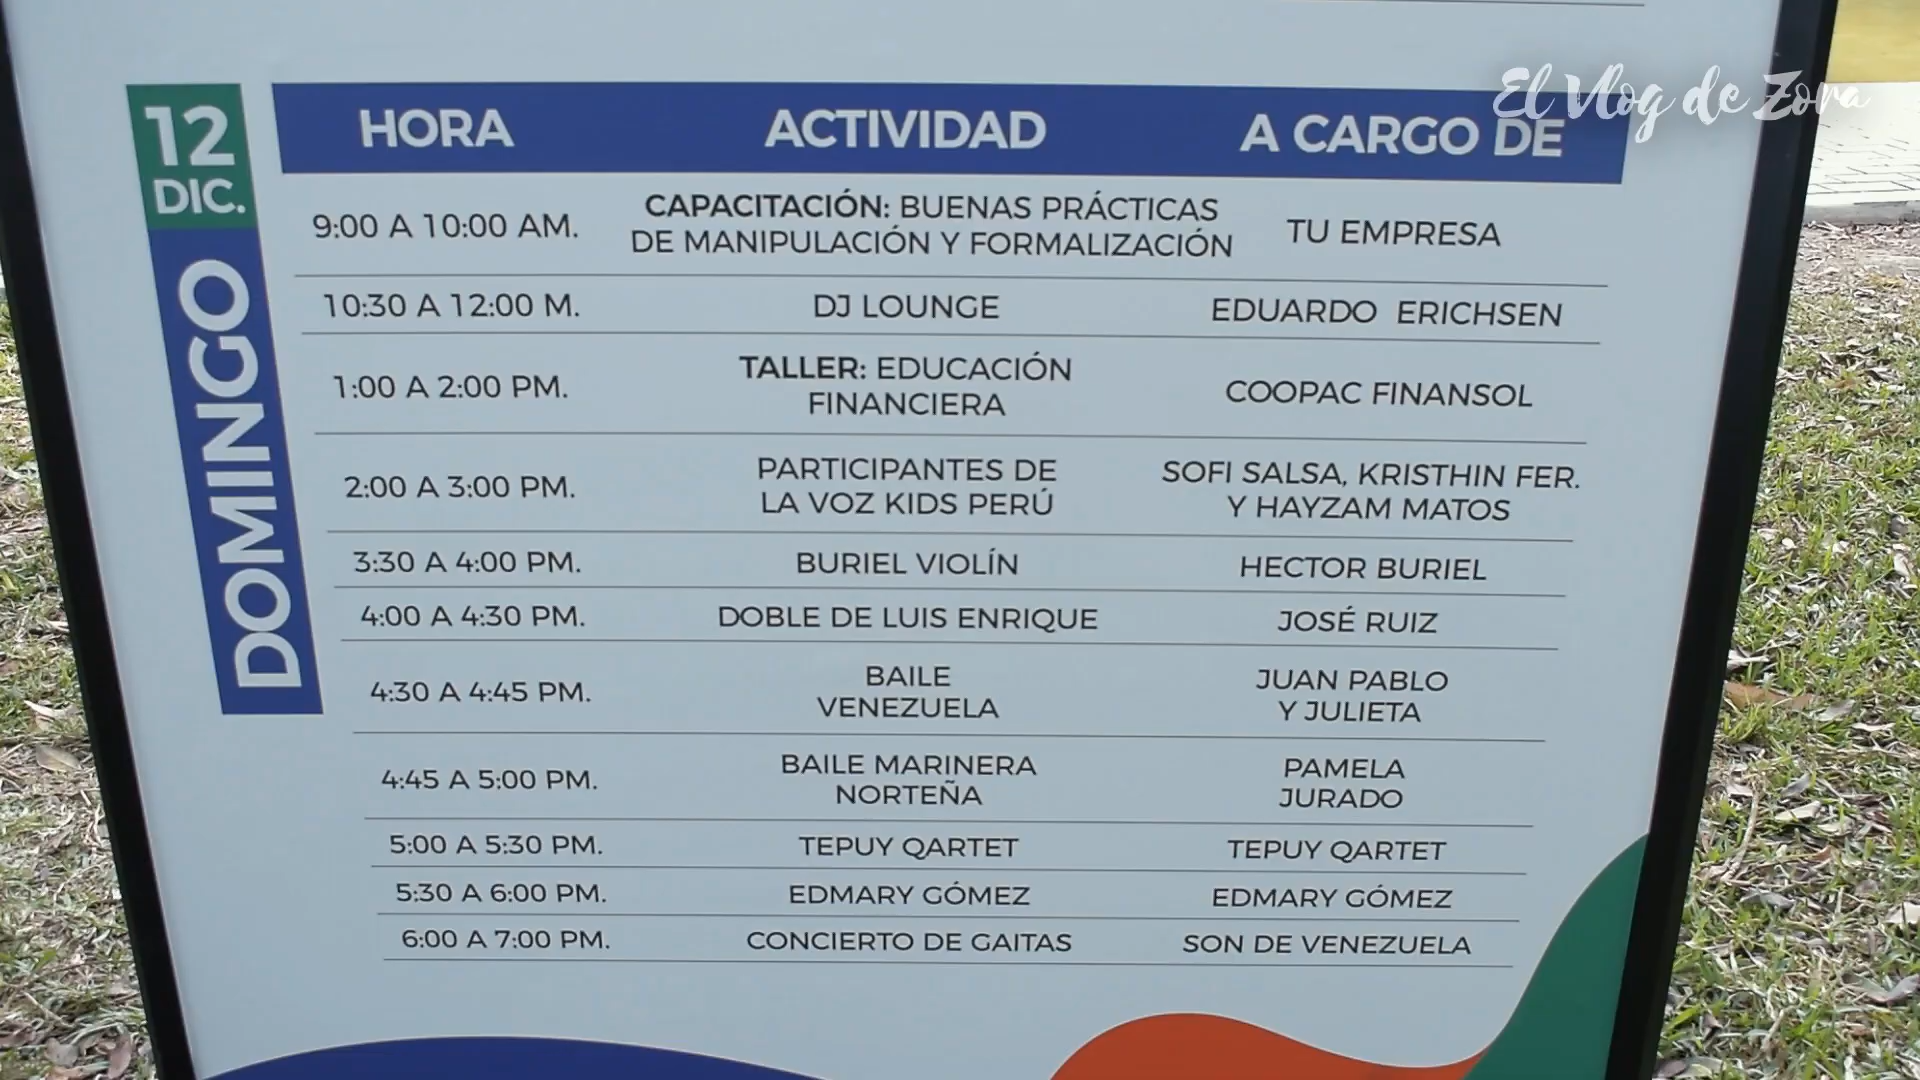 El Vlog de Zora
12
DIC.
DOMINGO
HORA ACTIVIDAD A CARGO DE
9:00 A 10:00 AM. CAPACITACIÓN: BUENAS PRÁCTICAS DE MANIPULACIÓN Y FORMALIZACIÓN TU EMPRESA
10:30 A 12:00 M. DJ LOUNGE EDUARDO ERICHSEN
1:00 A 2:00 PM. TALLER: EDUCACIÓN FINANCIERA COOPAC FINANSOL
2:00 A 3:00 PM. PARTICIPANTES DE LA VOZ KIDS PERÚ SOFI SALSA, KRISTHIN FER. Y HAYZAM MATOS
3:30 A 4:00 PM. BURIEL VIOLÍN HECTOR BURIEL
4:00 A 4:30 PM. DOBLE DE LUIS ENRIQUE JOSÉ RUIZ
4:30 A 4:45 PM. BAILE VENEZUELA JUAN PABLO Y JULIETA
4:45 A 5:00 PM. BAILE MARINERA NORTEÑA PAMELA JURADO
5:00 A 5:30 PM. TEPUY QARTET TEPUY QARTET
5:30 A 6:00 PM. EDMARY GÓMEZ EDMARY GÓMEZ
6:00 A 7:00 PM. CONCIERTO DE GAITAS SON DE VENEZUELA